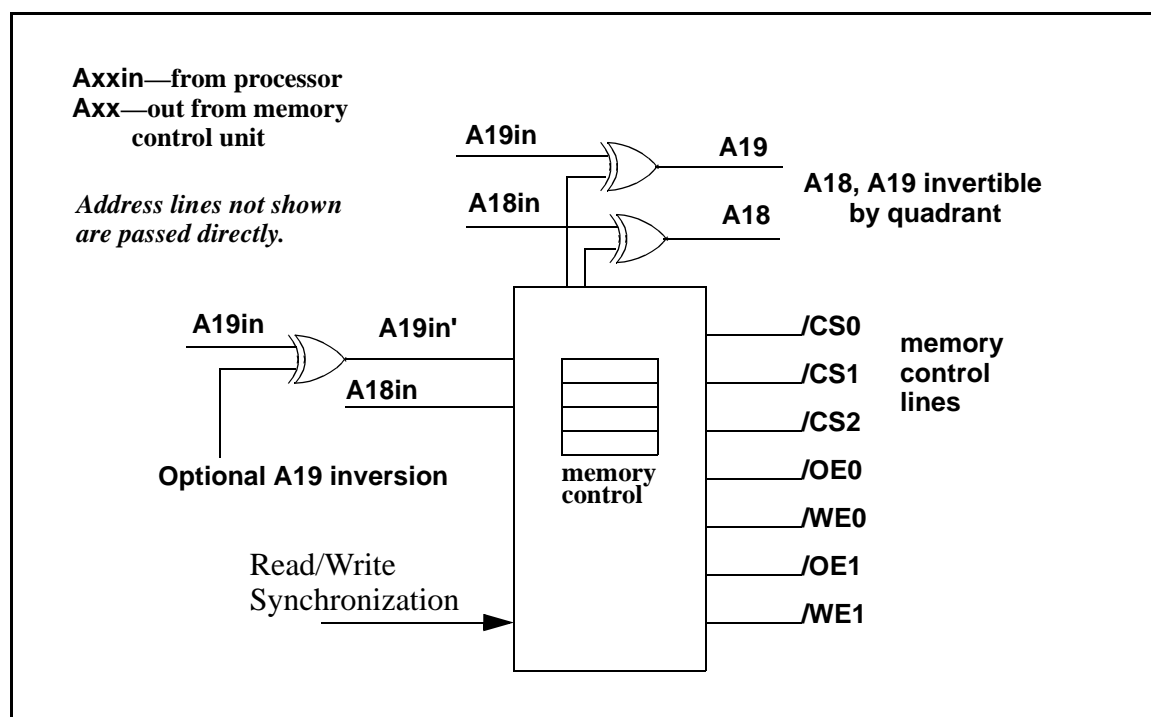 Axxin—from processor
Axx—out from memory
control unit
Address lines not shown
are passed directly.
A19in
A19
A18in
A18
A18, A19 invertible
by quadrant
A19in
A19in'
A18in
Optional A19 inversion
memory
control
Read/Write
Synchronization
/CS0
/CS1
/CS2
/OE0
/WE0
/OE1
/WE1
memory
control
lines